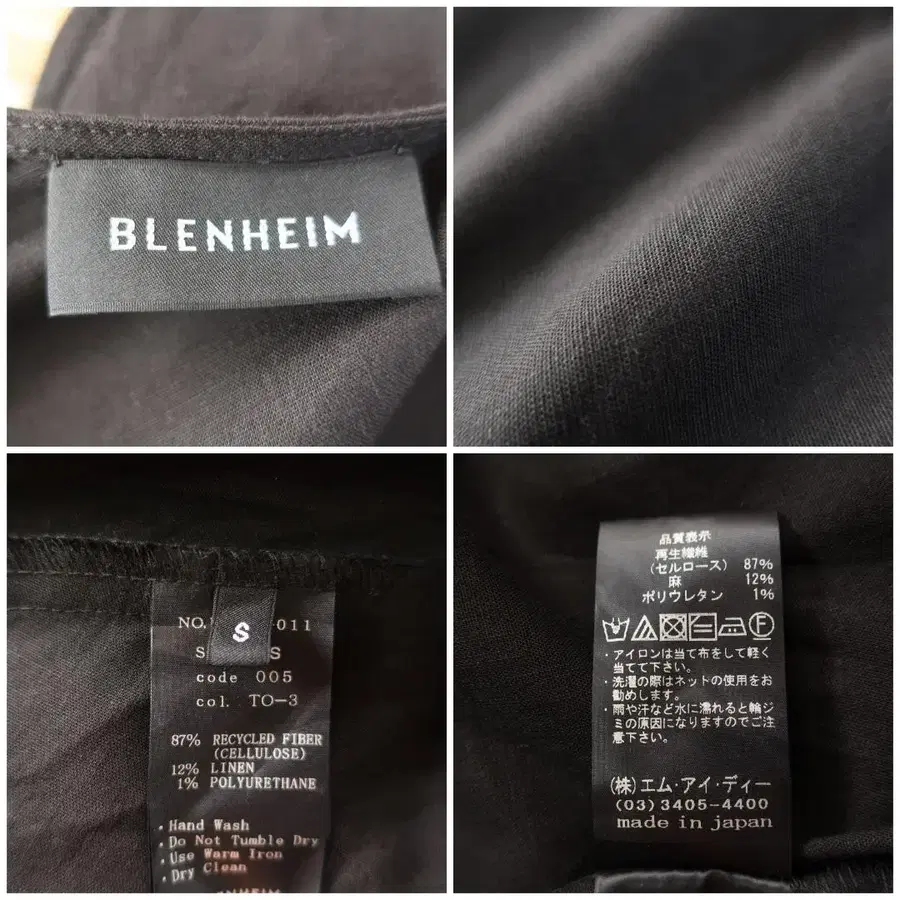 BLENHEIM
NO. -011
S
S S
code 005
col. TO-3
87% RECYCLED FIBER
(CELLULOSE)
12% LINEN
1% POLYURETHANE
・Hand Wash
・Do Not Tumble Dry
・Use Warm Iron
・Dry Clean
品質表示
再生繊維
(セルロース) 87%
麻 12%
ポリウレタン 1%
・アイロンは当て布をして軽く
当てて下さい。
・洗濯の際はネットの使用をお
勧めします。
・雨や汗など水に濡れると輪ジ
ミの原因になりますのでご注
意下さい。
(株)エム・アイ・ディー
(03)3405-4400
made in japan